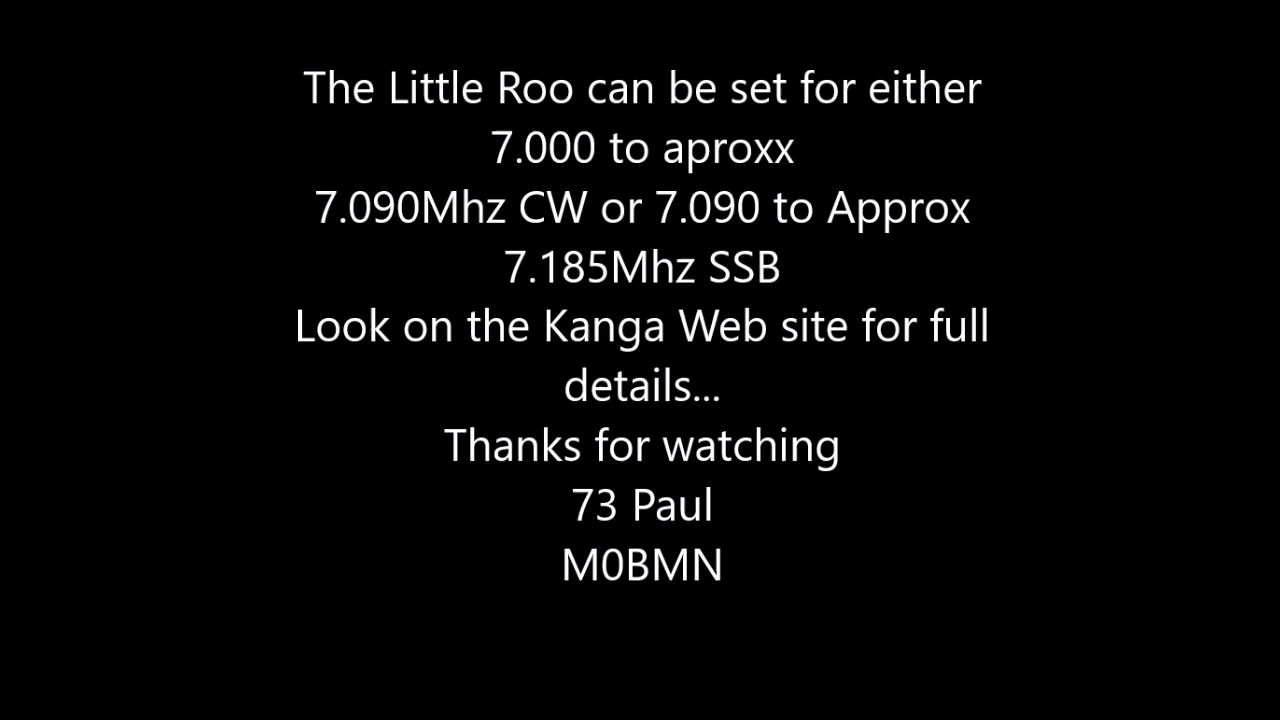 The Little Roo can be set for either
7.000 to aproxx
7.090Mhz CW or 7.090 to Approx
7.185Mhz SSB
Look on the Kanga Web site for full
details...
Thanks for watching
73 Paul
M0BMN